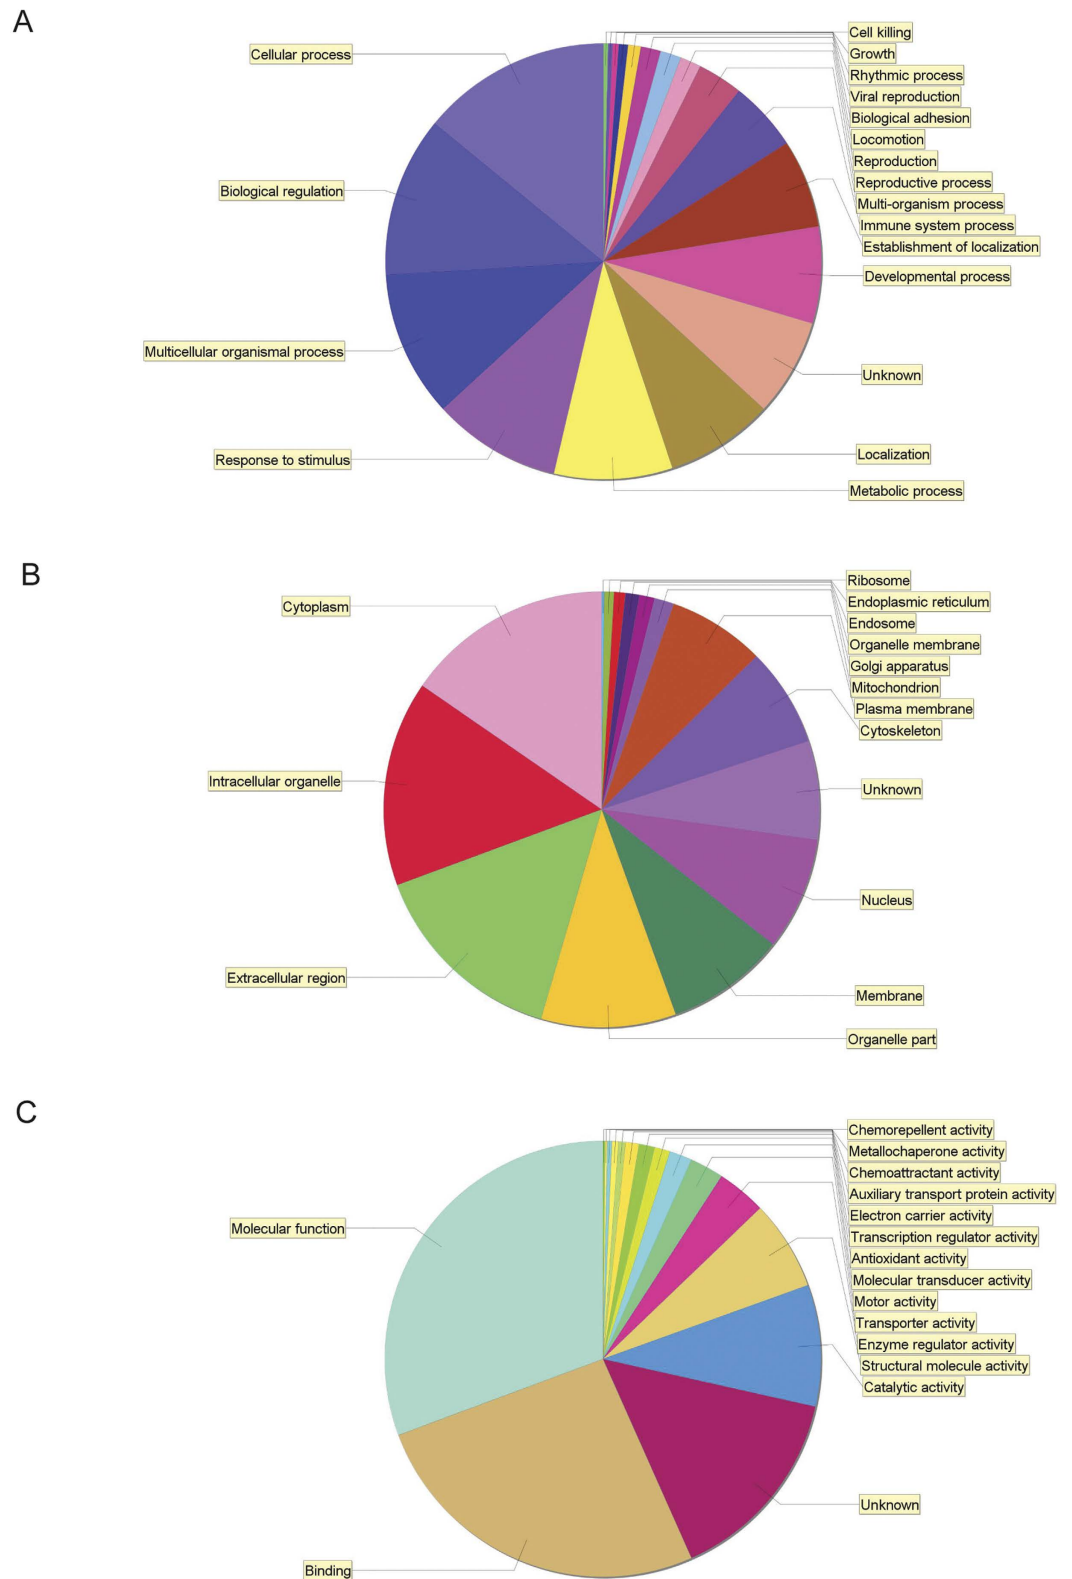 A
Cell killing
Cellular process
Growth
Rhythmic process
Viral reproduction
Biological adhesion
Locomotion
Reproduction
Reproductive process
Biological regulation
Multi-organism process
Immune system process
Establishment of localization
Developmental process
Multicellular organismal process
Unknown
Localization
Response to stimulus
Metabolic process
B
Ribosome
Cytoplasm
Endoplasmic reticulum
Endosome
Organelle membrane
Golgi apparatus
Mitochondrion
Plasma membrane
Cytoskeleton
Intracellular organelle
Unknown
Nucleus
Extracellular region
Membrane
Organelle part
C
Chemorepellent activity
Metallochaperone activity
Chemoattractant activity
Auxiliary transport protein activity
Electron carrier activity
Molecular function
Transcription regulator activity
Antioxidant activity
Molecular transducer activity
Motor activity
Transporter activity
Enzyme regulator activity
Structural molecule activity
Catalytic activity
Unknown
Binding